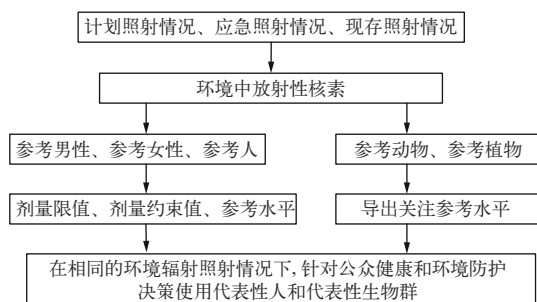 计划照射情况、应急照射情况、现存照射情况
环境中放射性核素
参考男性、参考女性、参考人
参考动物、参考植物
剂量限值、剂量约束值、参考水平
导出关注参考水平
在相同的环境辐射照射情况下,针对公众健康和环境防护
决策使用代表性人和代表性生物群